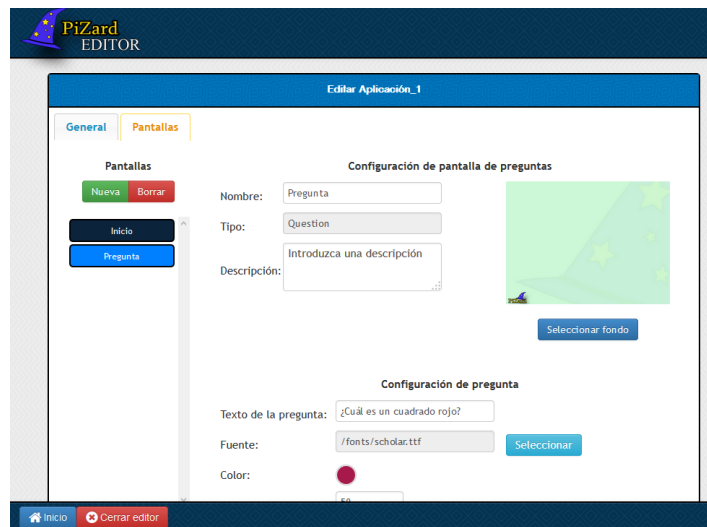 PiZard
EDITOR
Editar Aplicación_1
General
Pantallas
Pantallas
Nueva
Borrar
Inicio
Pregunta
Configuración de pantalla de preguntas
Nombre:
Pregunta
Tipo:
Question
Descripción:
Introduzca una descripción
PiZard
Seleccionar fondo
Configuración de pregunta
Texto de la pregunta:
¿Cuál es un cuadrado rojo?
Fuente:
/fonts/scholar.ttf
Seleccionar
Color:
50
Inicio
Cerrar editor